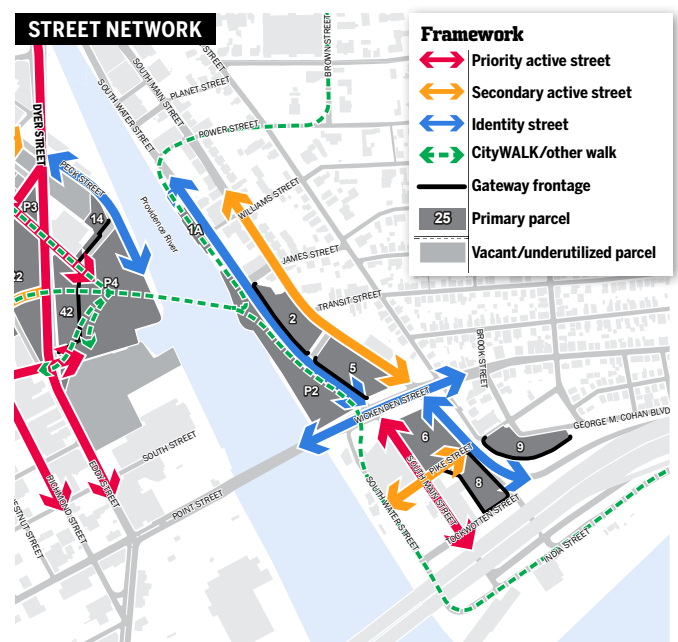 STREET NETWORK
Framework
Priority active street
Secondary active street
Identity street
CityWALK/other walk
Gateway frontage
25
Primary parcel
Vacant/underutilized parcel
BROWN STREET
SOUTH MAIN STREET
PLANET STREET
SOUTH WATER STREET
POWER STREET
DYER STREET
PECK STREET
WILLIAMS STREET
P3
14
1A
Providence River
JAMES STREET
22
P4
TRANSIT STREET
42
2
5
P2
BROOK STREET
WICKENDEN STREET
GEORGE M. COHAN BLVD
6
9
PIKE STREET
SOUTH STREET
SOUTH MAIN STREET
8
EDDY STREET
RICHMOND STREET
POINT STREET
SOUTH WATER STREET
TOCKWOTTEN STREET
CHESTNUT STREET
INDIA STREET